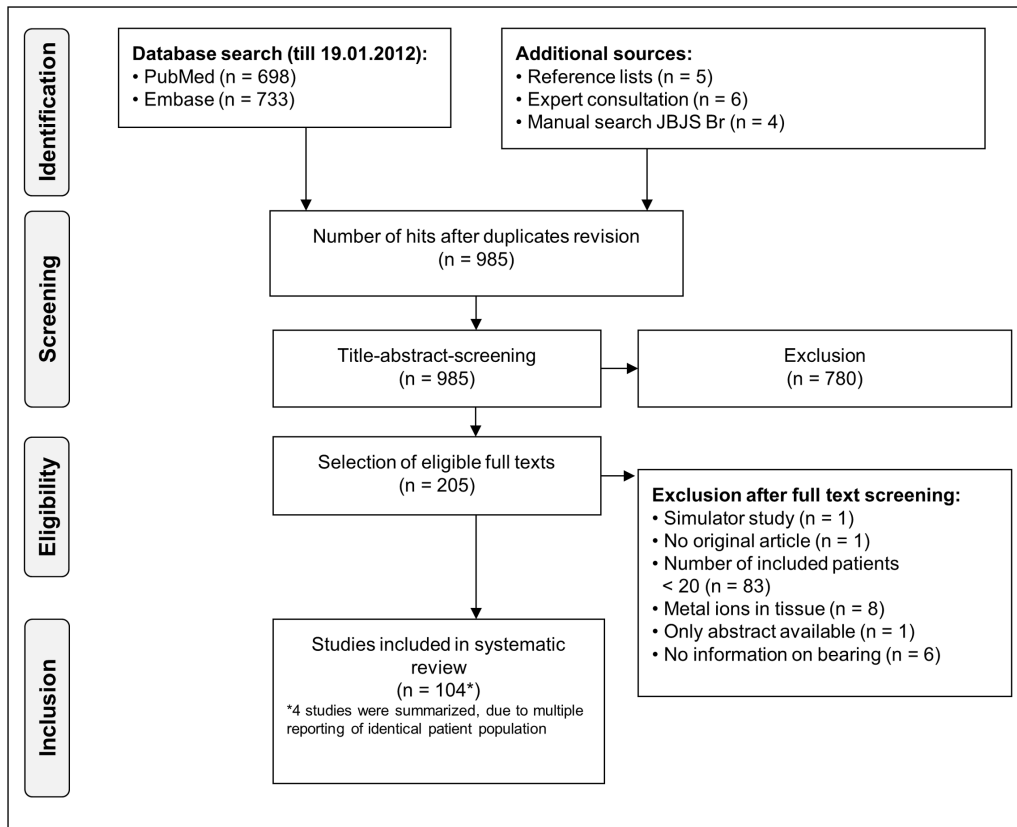 Identification
Database search (till 19.01.2012):
• PubMed (n = 698)
• Embase (n = 733)
Additional sources:
• Reference lists (n = 5)
• Expert consultation (n = 6)
• Manual search JBJS Br (n = 4)
Screening
Number of hits after duplicates revision
(n = 985)
Title-abstract-screening
(n = 985)
Exclusion
(n = 780)
Eligibility
Selection of eligible full texts
(n = 205)
Exclusion after full text screening:
• Simulator study (n = 1)
• No original article (n = 1)
• Number of included patients
< 20 (n = 83)
• Metal ions in tissue (n = 8)
• Only abstract available (n = 1)
• No information on bearing (n = 6)
Inclusion
Studies included in systematic
review
(n = 104*)
*4 studies were summarized, due to multiple
reporting of identical patient population